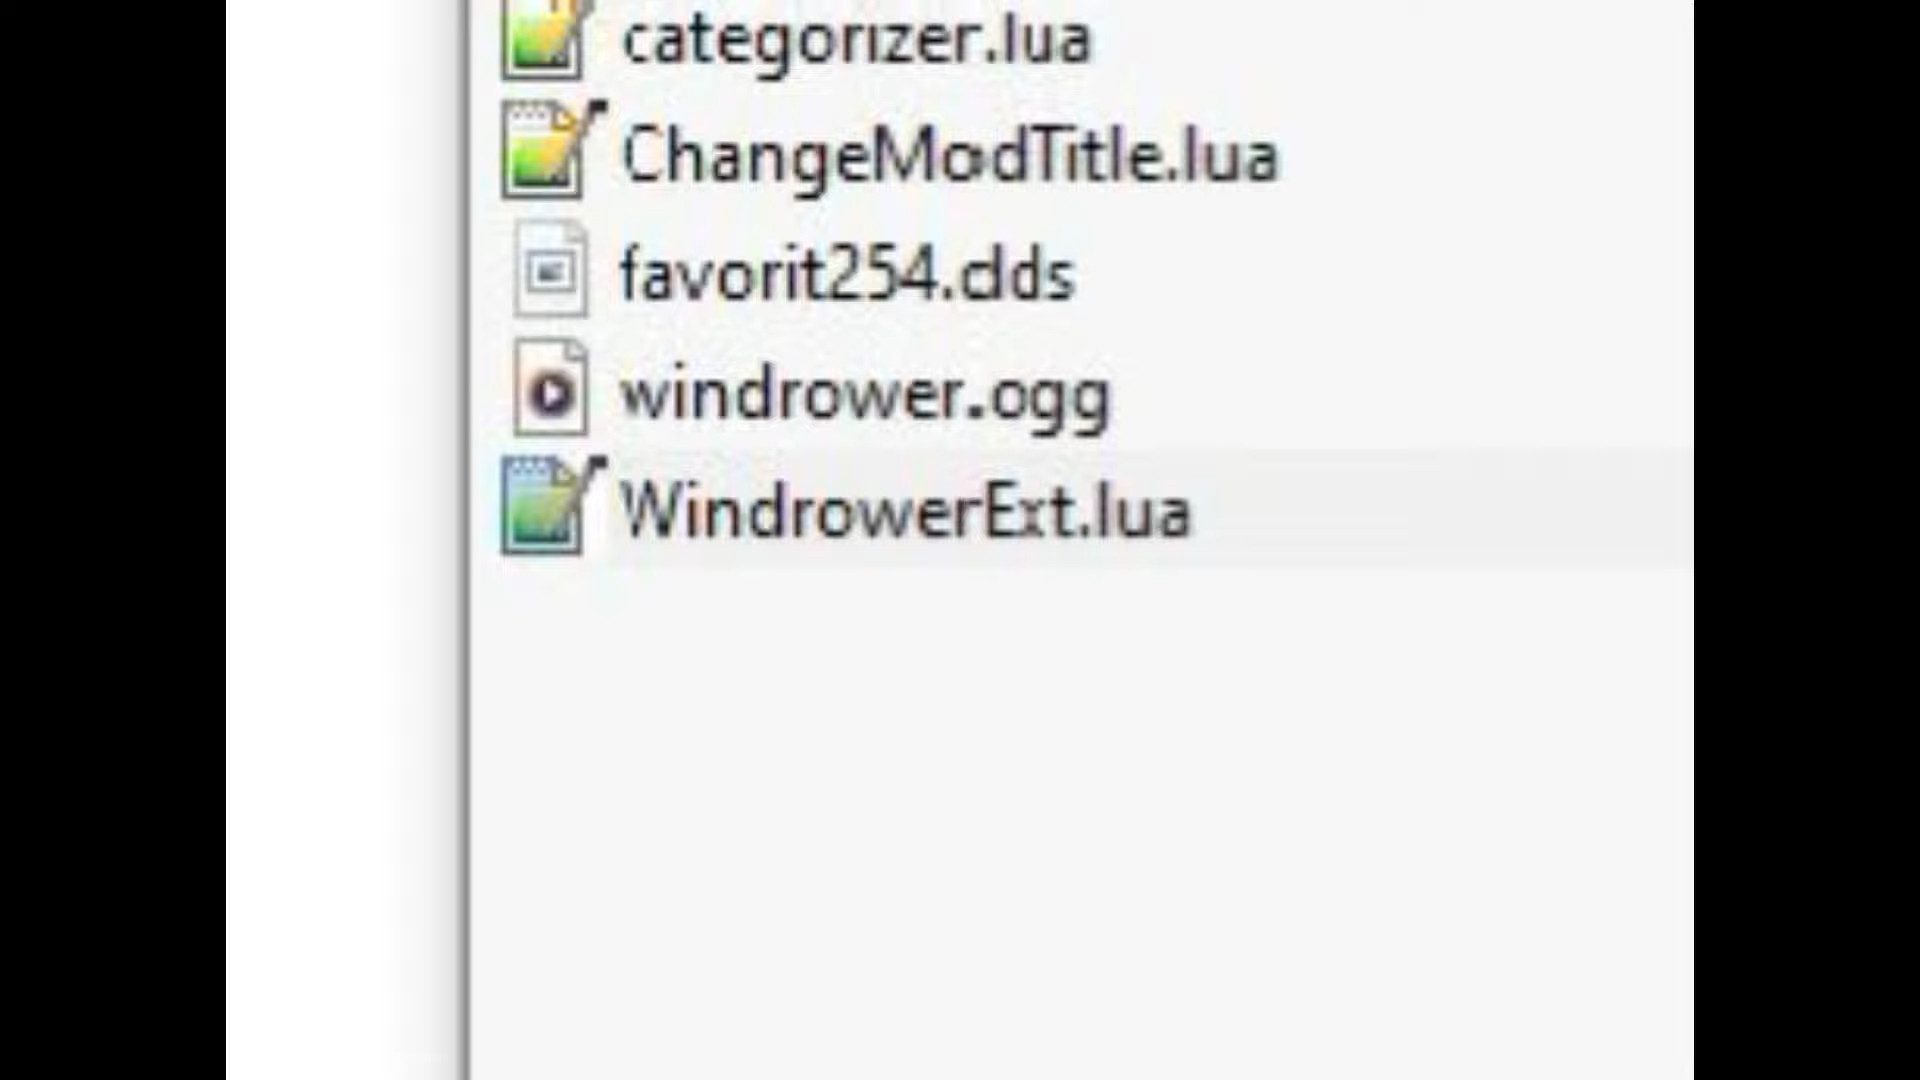 categorizer.lua
ChangeModTitle.lua
favorit254.dds
windrower.ogg
WindrowerExt.lua